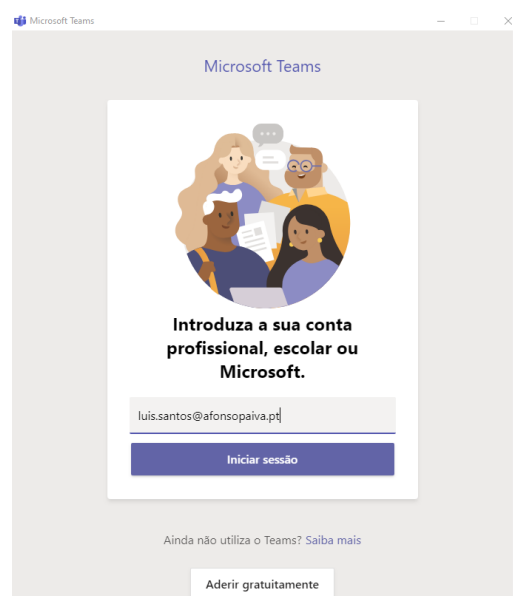 Microsoft Teams
Microsoft Teams
Introduza a sua conta
profissional, escolar ou
Microsoft.
luis.santos@afonsopaiva.pt
Iniciar sessão
Ainda não utiliza o Teams? Saiba mais
Aderir gratuitamente